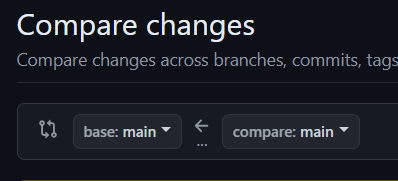 Compare changes
Compare changes across branches, commits, tags
base: main ... compare: main